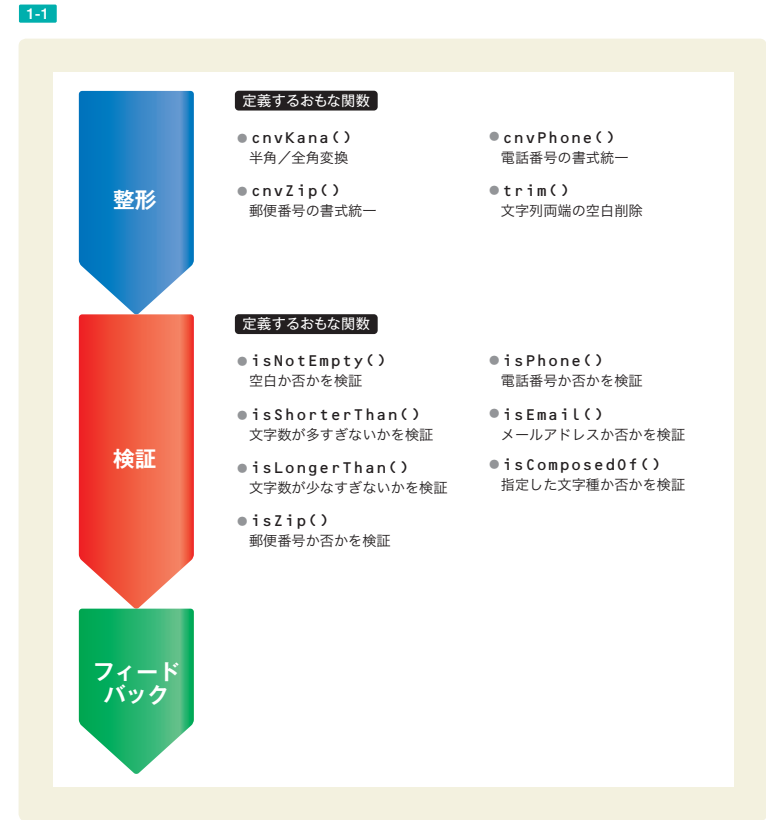 1-1
整形
定義するおもな関数
cnvKana()
半角／全角変換
cnvZip()
郵便番号の書式統一
cnvPhone()
電話番号の書式統一
trim()
文字列両端の空白削除
検証
定義するおもな関数
isNotEmpty()
空白か否かを検証
isShorterThan()
文字数が多すぎないかを検証
isLongerThan()
文字数が少なすぎないかを検証
isZip()
郵便番号か否かを検証
isPhone()
電話番号か否かを検証
isEmail()
メールアドレスか否かを検証
isComposedOf()
指定した文字種か否かを検証
フィード
バック